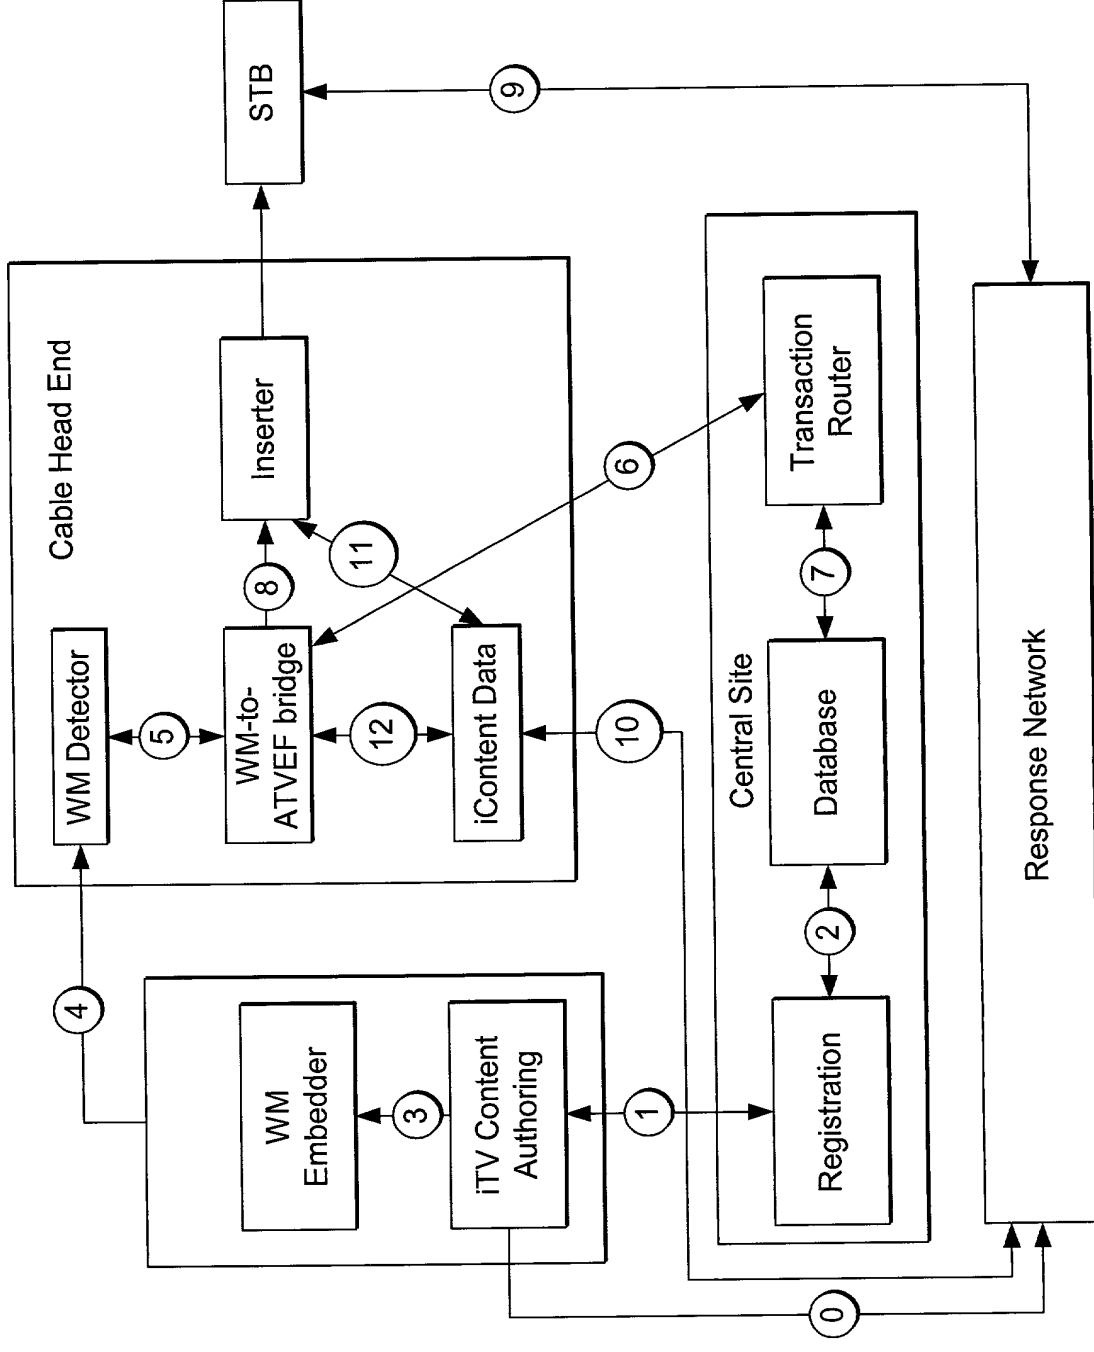 4
WM
Embedder
3
iTV Content
Authoring
1
0
Cable Head End
WM Detector
5
WM-to-
ATVEF bridge
8
Inserter
12
11
iContent Data
10
6
STB
9
Central Site
Registration
2
Database
7
Transaction
Router
Response Network